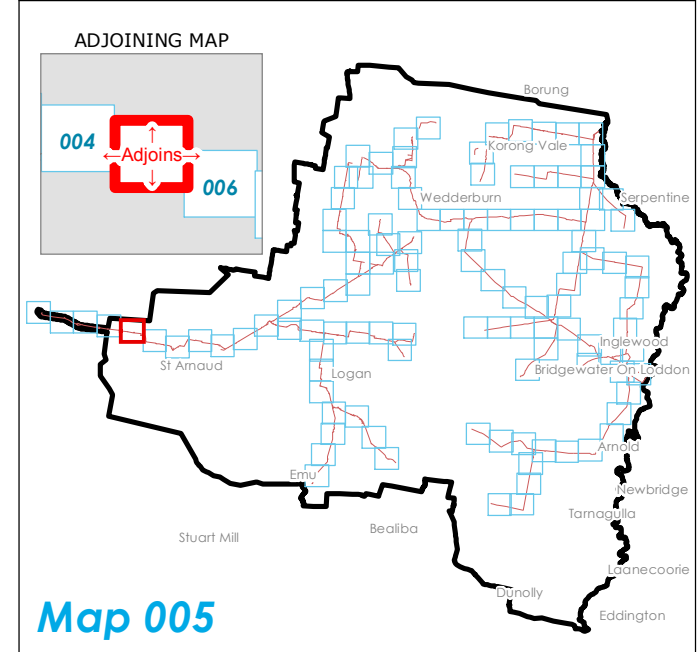 ADJOINING MAP
004
Adjoins
006
Borung
Korong Vale
Wedderburn
Serpentine
St Arnaud
Inglewood
Bridgewater On Loddon
Logan
Arnold
Emu
Newbridge
Tarnagulla
Stuart Mill
Bealiba
Laanecoorie
Dunolly
Eddington
Map 005